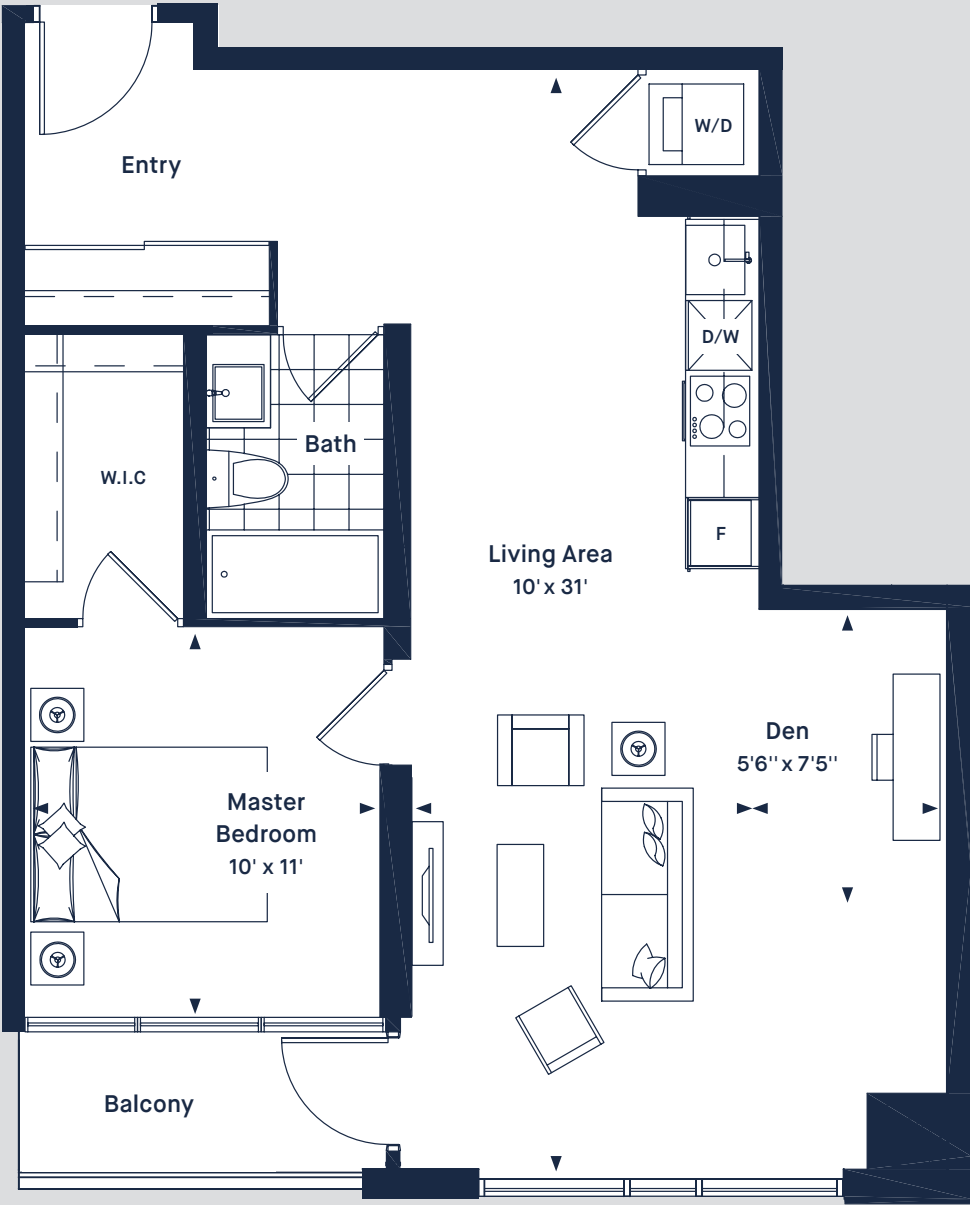 W/D
Entry
D/W
Bath
W.I.C
F
Living Area
10' x 31'
Den
5'6'' x 7'5''
Master
Bedroom
10' x 11'
Balcony